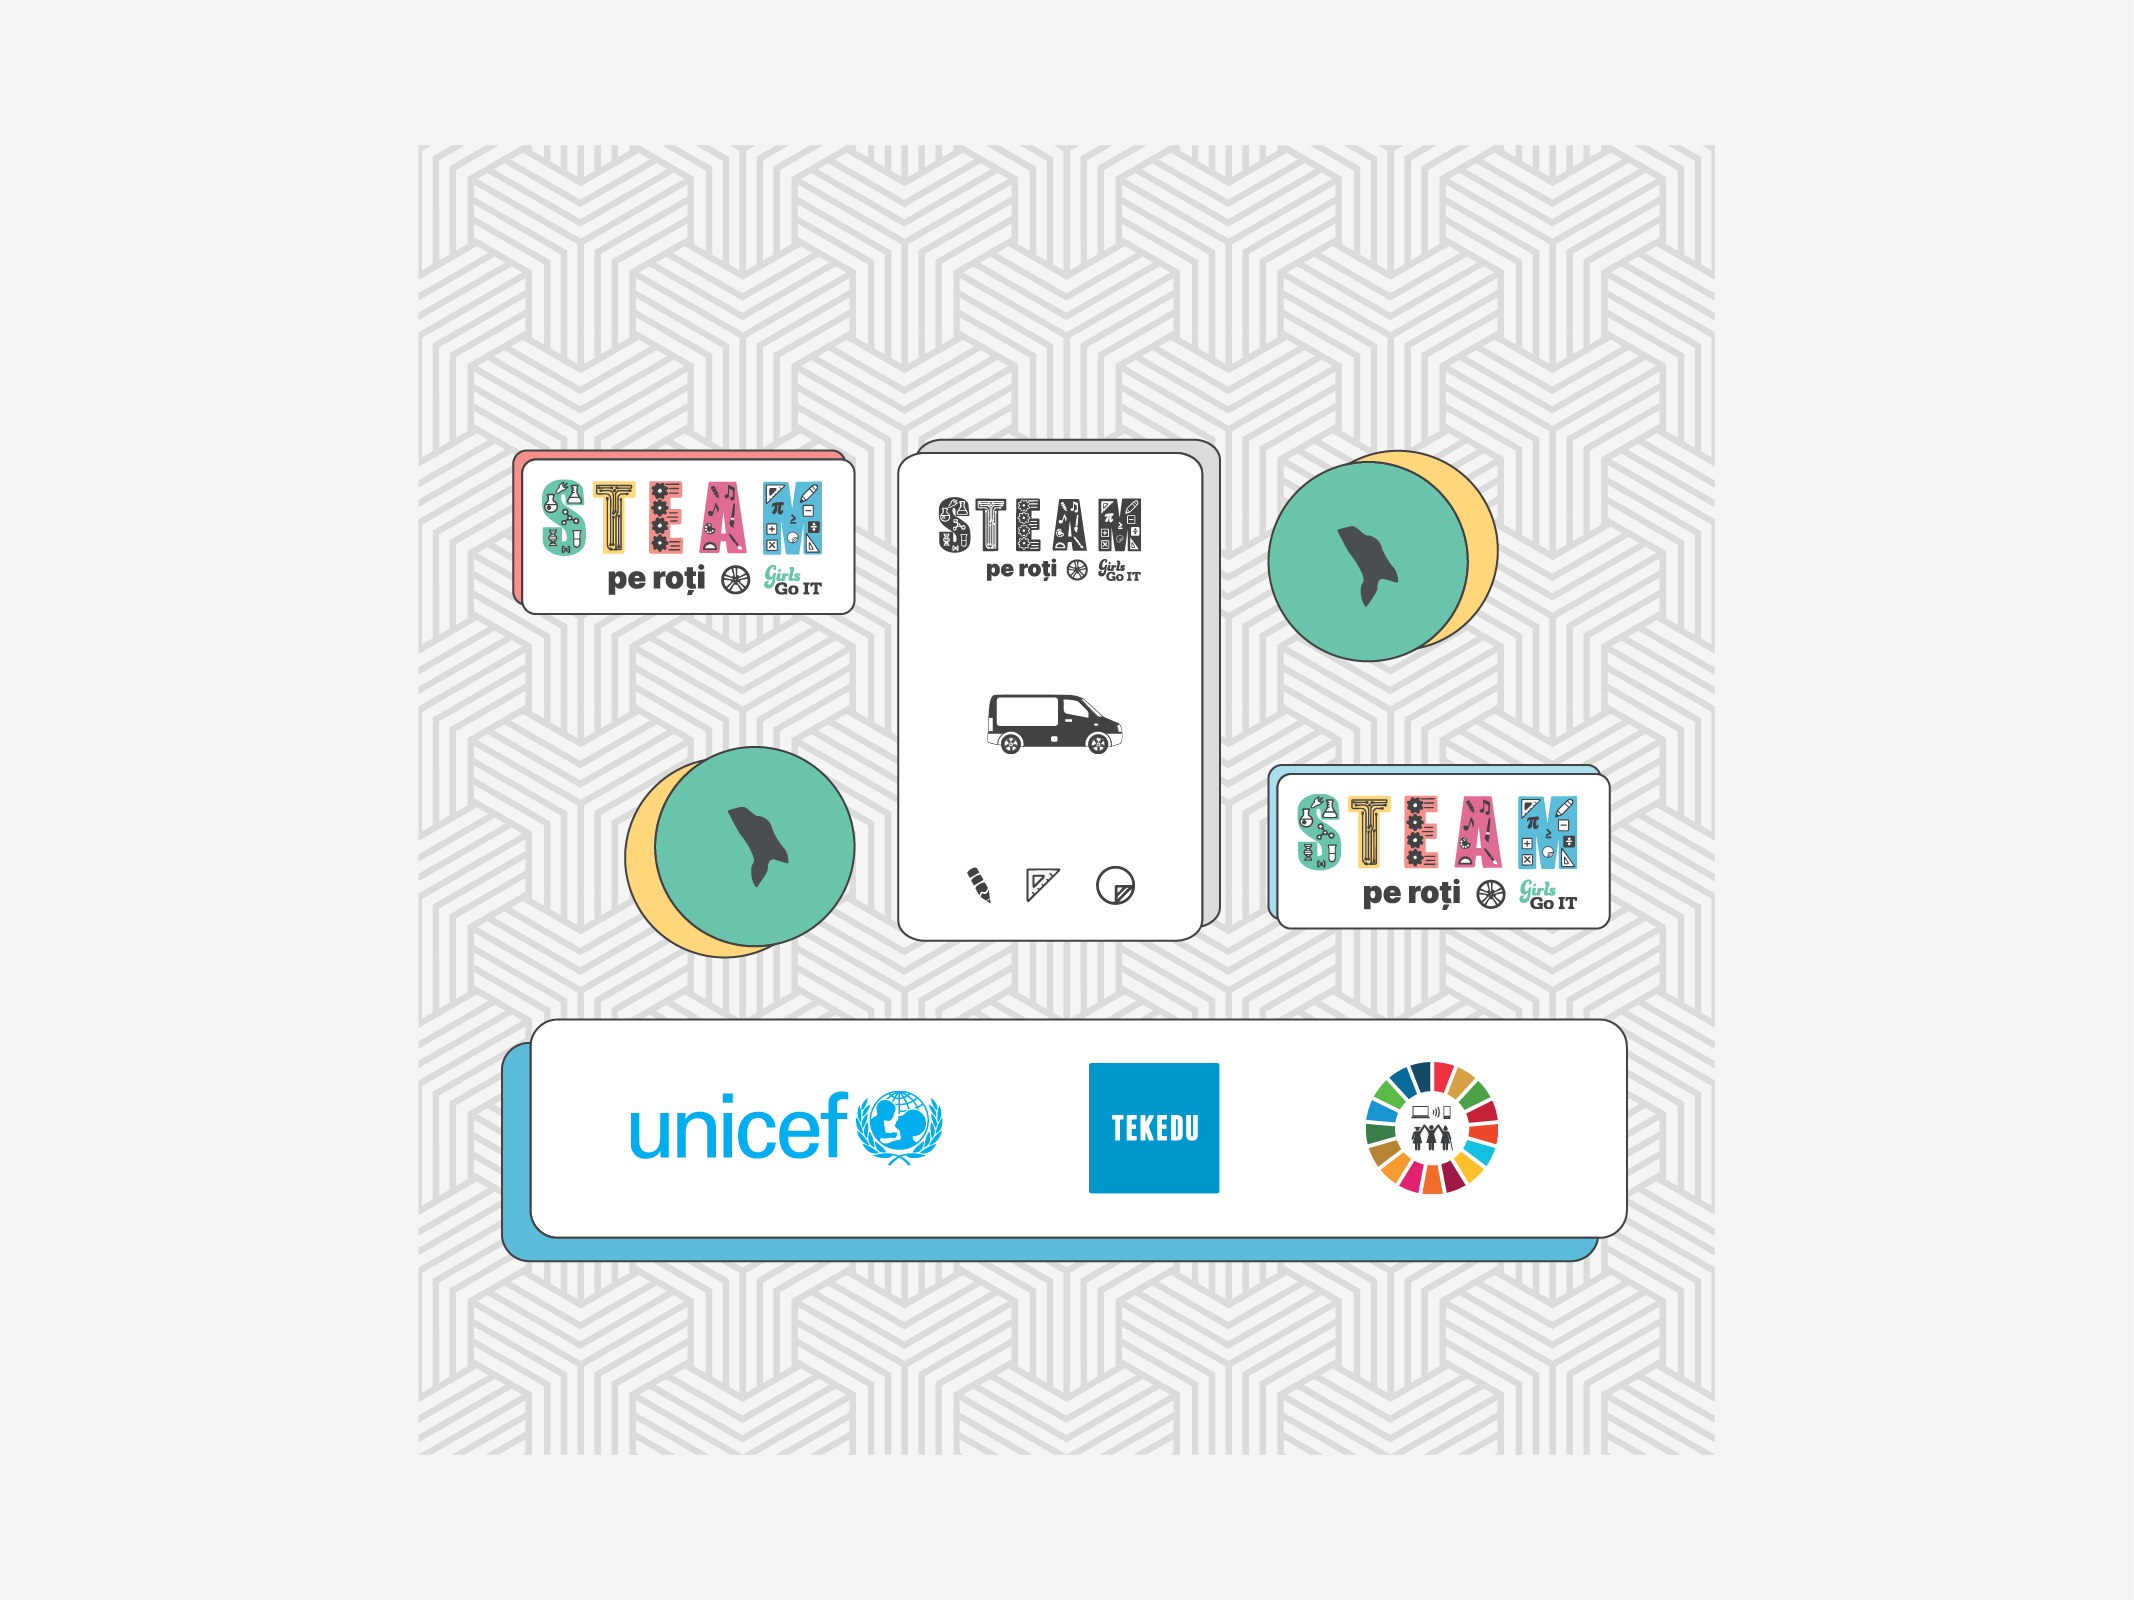 STEAM
pe roți Girls Go IT
STEAM
pe roți Girls Go IT
STEAM
pe roți Girls Go IT
unicef
TEKEDU